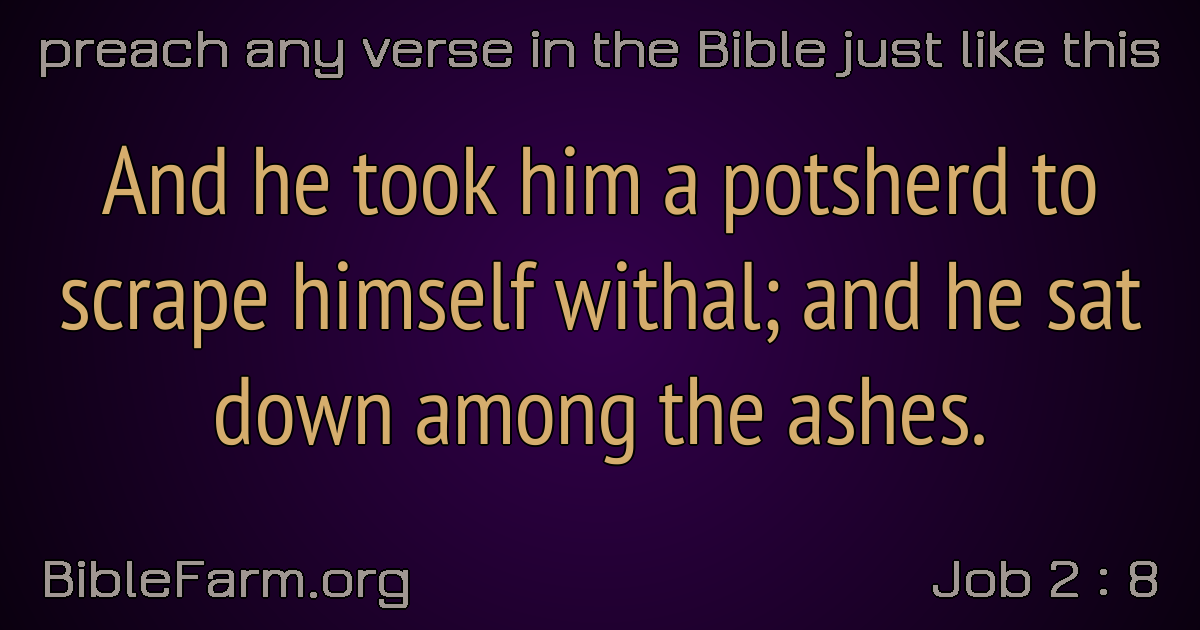 preach any verse in the Bible just like this
And he took him a potsherd to
scrape himself withal; and he sat
down among the ashes.
BibleFarm.org
Job 2 : 8